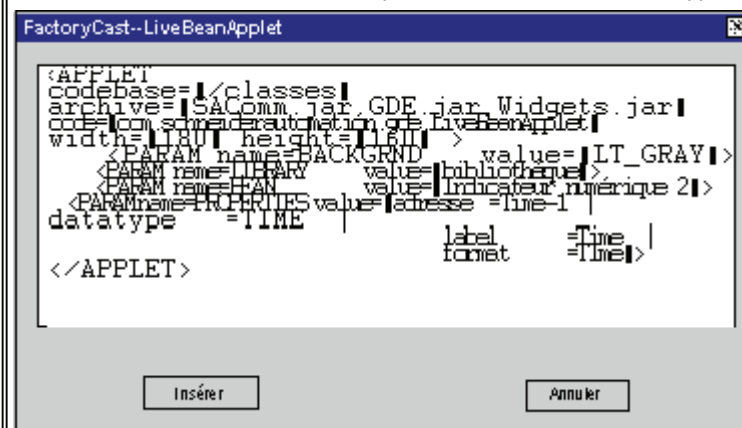 FactoryCast--LiveBeanApplet
<APPLET
codebase="/classes"
archive="SAComm.jar,GDE.jar,Widgets.jar"
code="com.schneiderautomation.gde.LiveBeanApplet"
width="180" height="160" >
<PARAM name=BACKGRND value="LT_GRAY">
<PARAM name=LIBRARY value="bibliotheque">
<PARAM name=BEAN value="Indicateur numérique 2">
<PARAM name=PROPERTIES value="adresse =Time-1 |
datatype =TIME |
label =Time |
format =Time">
</APPLET>
Insérer
Annuler